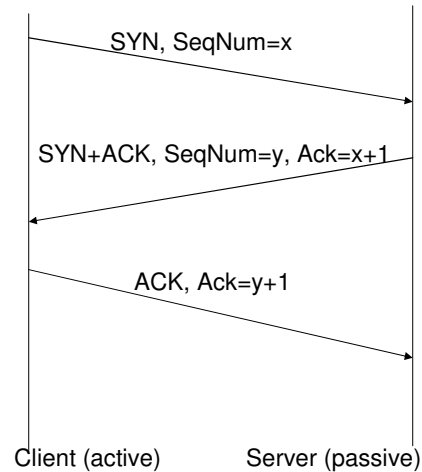 SYN, SeqNum=x
SYN+ACK, SeqNum=y, Ack=x+1
ACK, Ack=y+1
Client (active)
Server (passive)